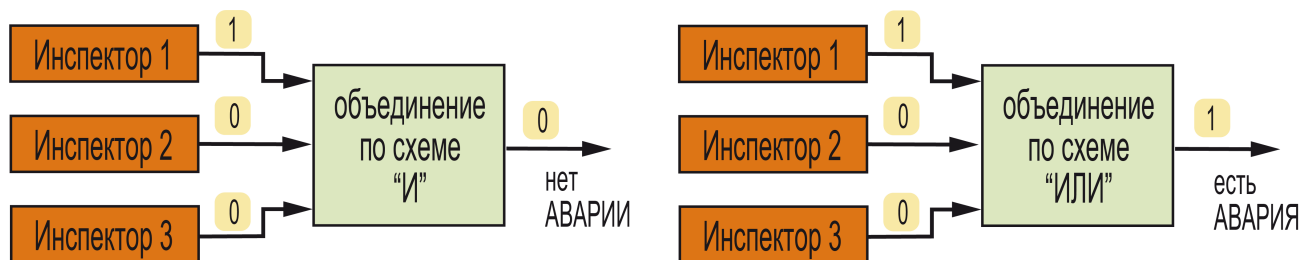 Инспектор 1
1
Инспектор 2
0
Инспектор 3
0
объединение
по схеме
“И”
0
нет
АВАРИИ
Инспектор 1
1
Инспектор 2
0
Инспектор 3
0
объединение
по схеме
“ИЛИ”
1
есть
АВАРИЯ